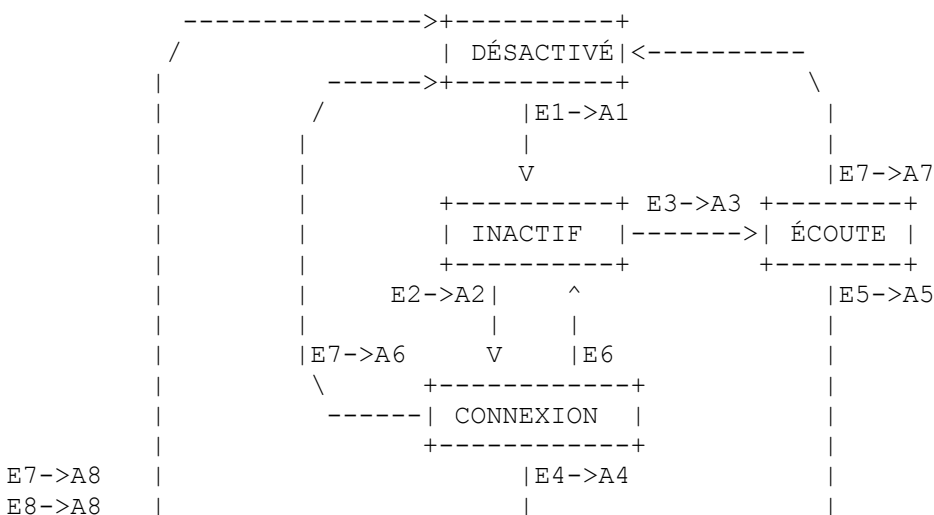 --------------->+----------+
            /                | DÉSACTIVÉ|<----------
           |          ------>+----------+            \
           |         /             |E1->A1            |
           |        |              |                  |
           |        |              V                  |E7->A7
           |        |        +----------+ E3->A3 +--------+
           |        |        | INACTIF  |------->| ÉCOUTE |
           |        |        +----------+        +--------+
           |        |     E2->A2|     ^               |E5->A5
           |        |           |     |               |
           |        |E7->A6     V     |E6             |
           |         \      +------------+            |
           |          ------| CONNEXION  |            |
           |                +------------+            |
E7->A8     |                       |E4->A4            |
E8->A8     |                       |                  |